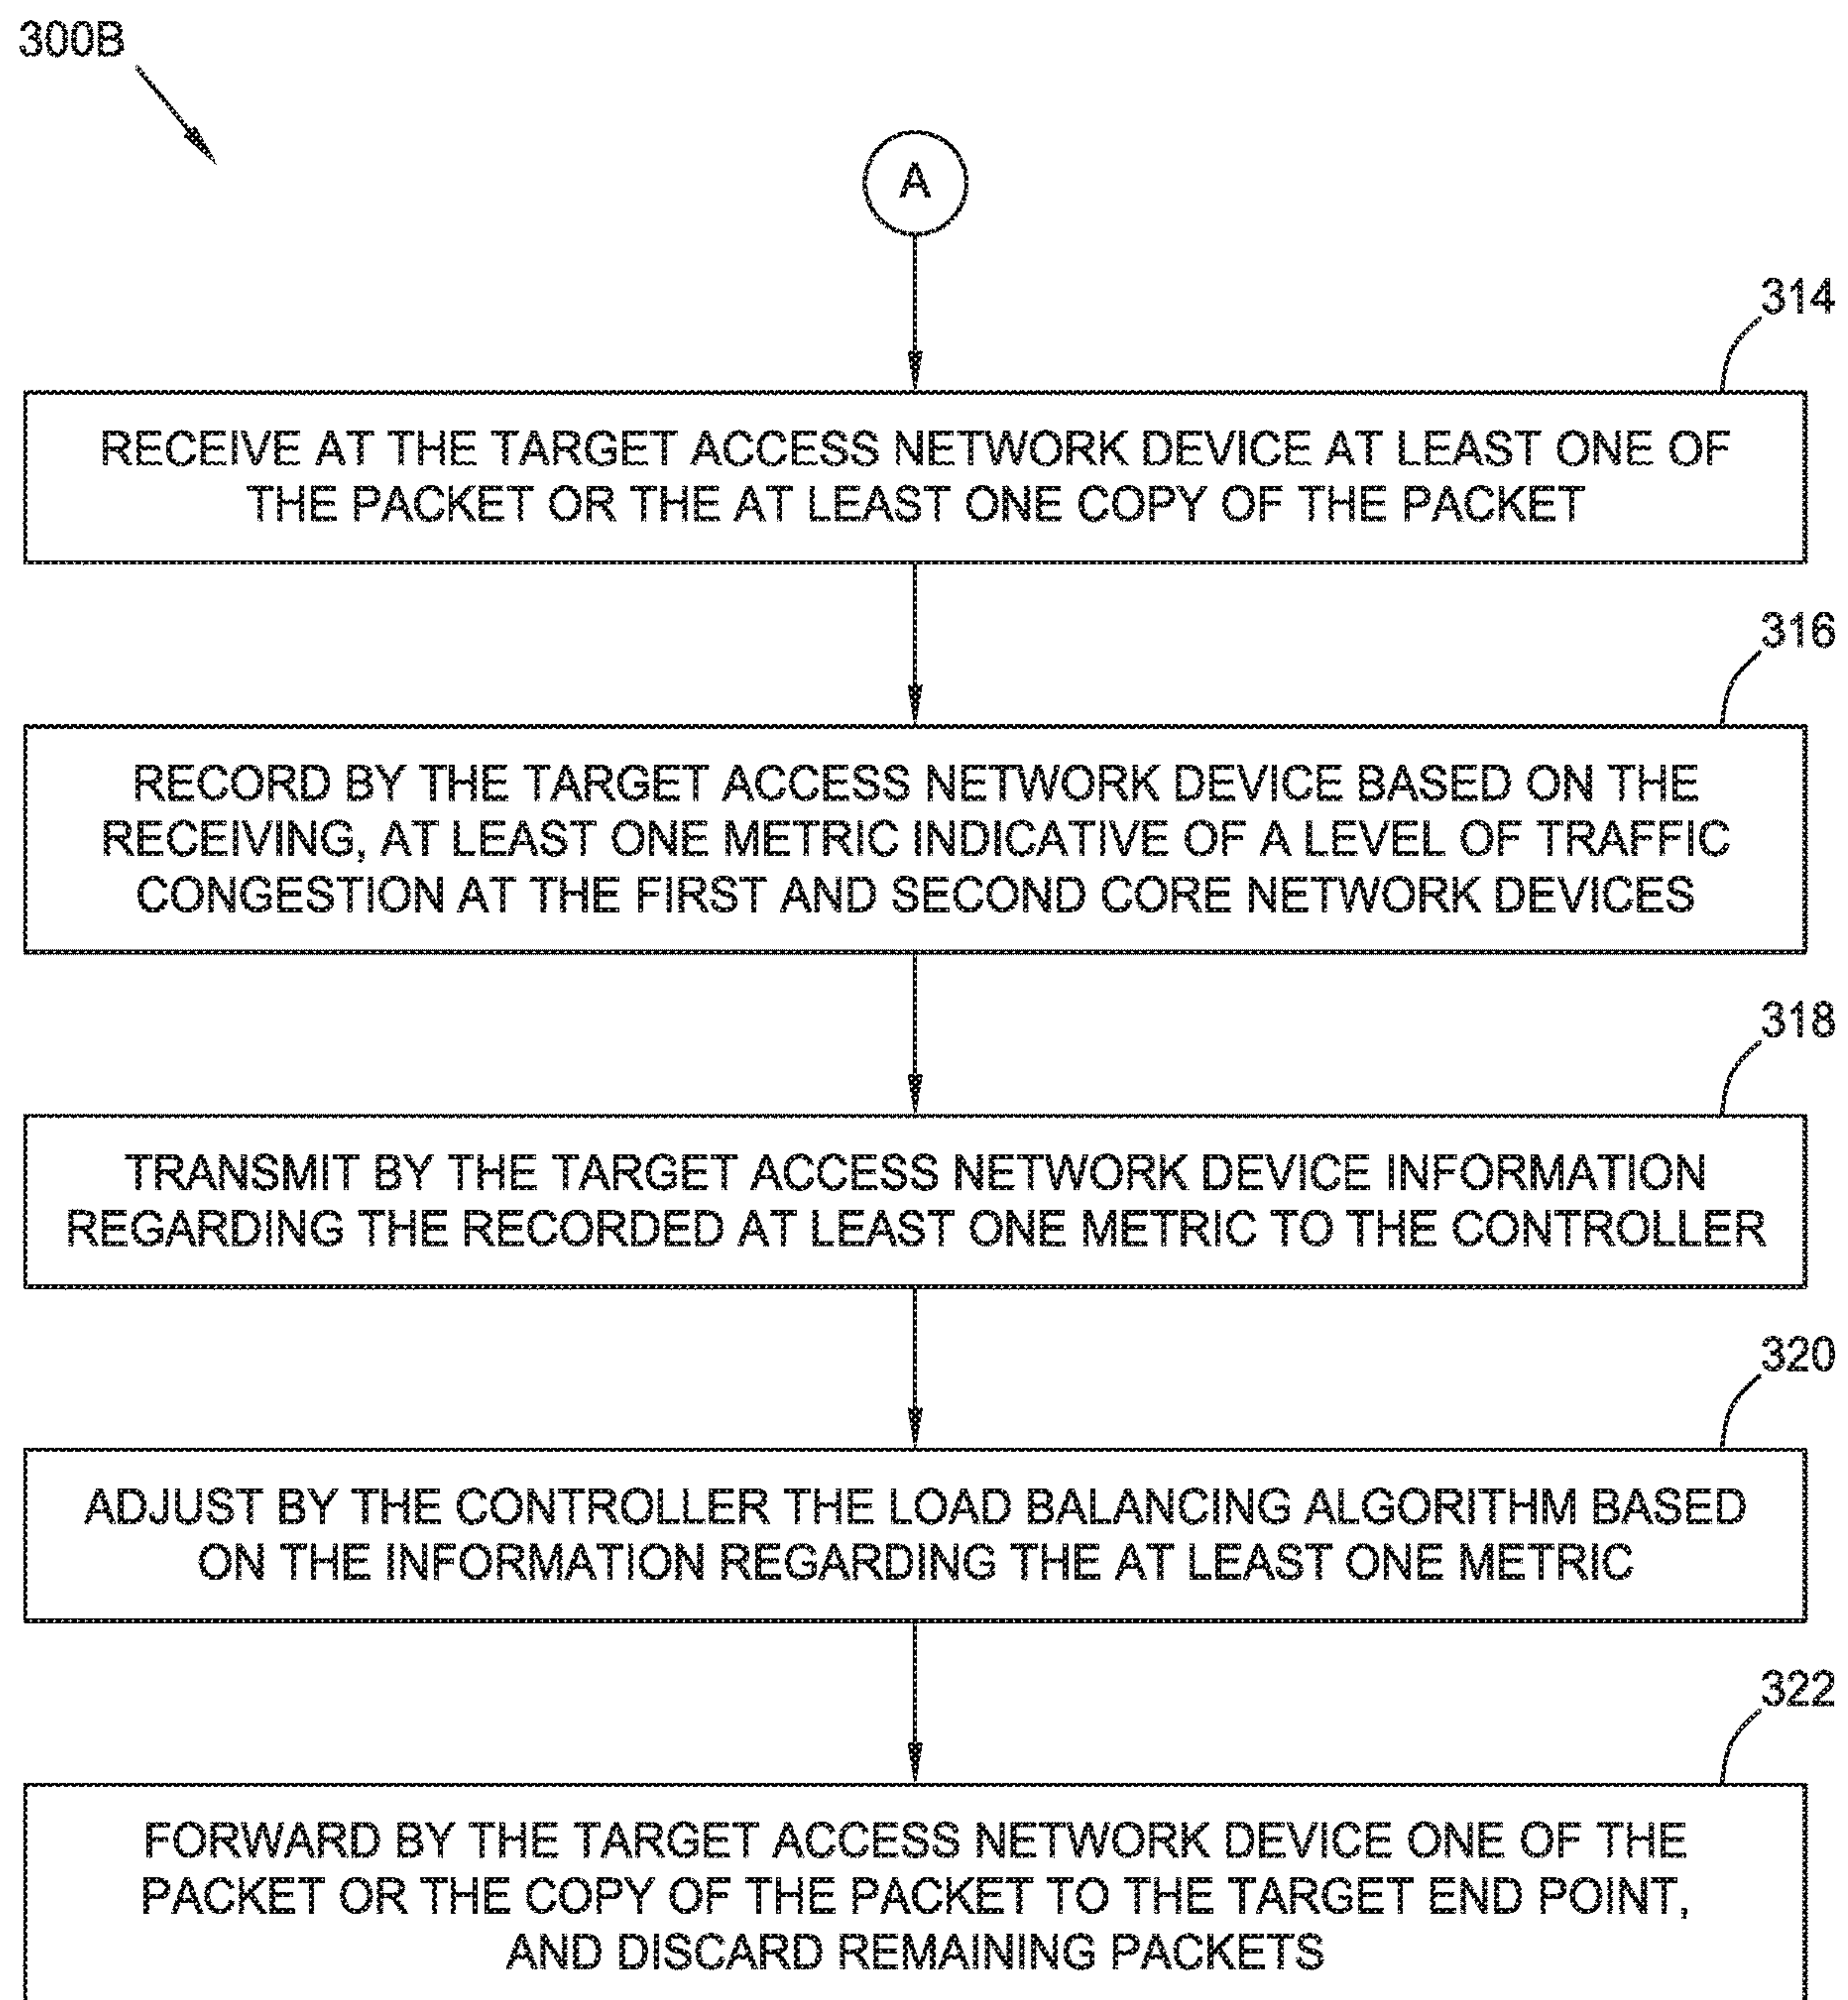 300B
A
314
RECEIVE AT THE TARGET ACCESS NETWORK DEVICE AT LEAST ONE OF
THE PACKET OR THE AT LEAST ONE COPY OF THE PACKET
316
RECORD BY THE TARGET ACCESS NETWORK DEVICE BASED ON THE
RECEIVING, AT LEAST ONE METRIC INDICATIVE OF A LEVEL OF TRAFFIC
CONGESTION AT THE FIRST AND SECOND CORE NETWORK DEVICES
318
TRANSMIT BY THE TARGET ACCESS NETWORK DEVICE INFORMATION
REGARDING THE RECORDED AT LEAST ONE METRIC TO THE CONTROLLER
320
ADJUST BY THE CONTROLLER THE LOAD BALANCING ALGORITHM BASED
ON THE INFORMATION REGARDING THE AT LEAST ONE METRIC
322
FORWARD BY THE TARGET ACCESS NETWORK DEVICE ONE OF THE
PACKET OR THE COPY OF THE PACKET TO THE TARGET END POINT,
AND DISCARD REMAINING PACKETS